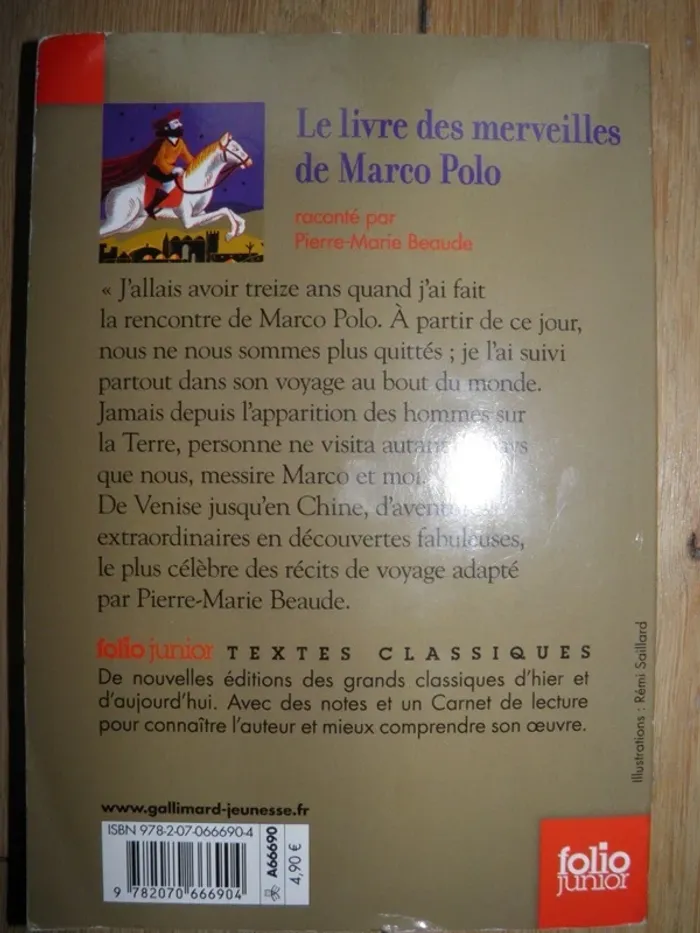 Le livre des merveilles
de Marco Polo
raconté par
Pierre-Marie Beaude
« J'allais avoir treize ans quand j'ai fait
la rencontre de Marco Polo. À partir de ce jour,
nous ne nous sommes plus quittés ; je l'ai suivi
partout dans son voyage au bout du monde.
Jamais depuis l'apparition des hommes sur
la Terre, personne ne visita autant pays
que nous, messire Marco et moi.
De Venise jusqu'en Chine,
extraordinaires en découvertes fabuleuses,
le plus célèbre des récits de voyage adapté
par Pierre-Marie Beaude.
folio junior TEXTES CLASSIQUES
De nouvelles éditions des grands classiques d'hier et
d'aujourd'hui. Avec des notes et un Carnet de lecture
pour connaître l'auteur et mieux comprendre son œuvre.
Illustrations : Rémi Saillard
www.gallimard-jeunesse.fr
ISBN 978-2-07-066690-4
9 782070 666904
A66690
4,90 €
folio
junior